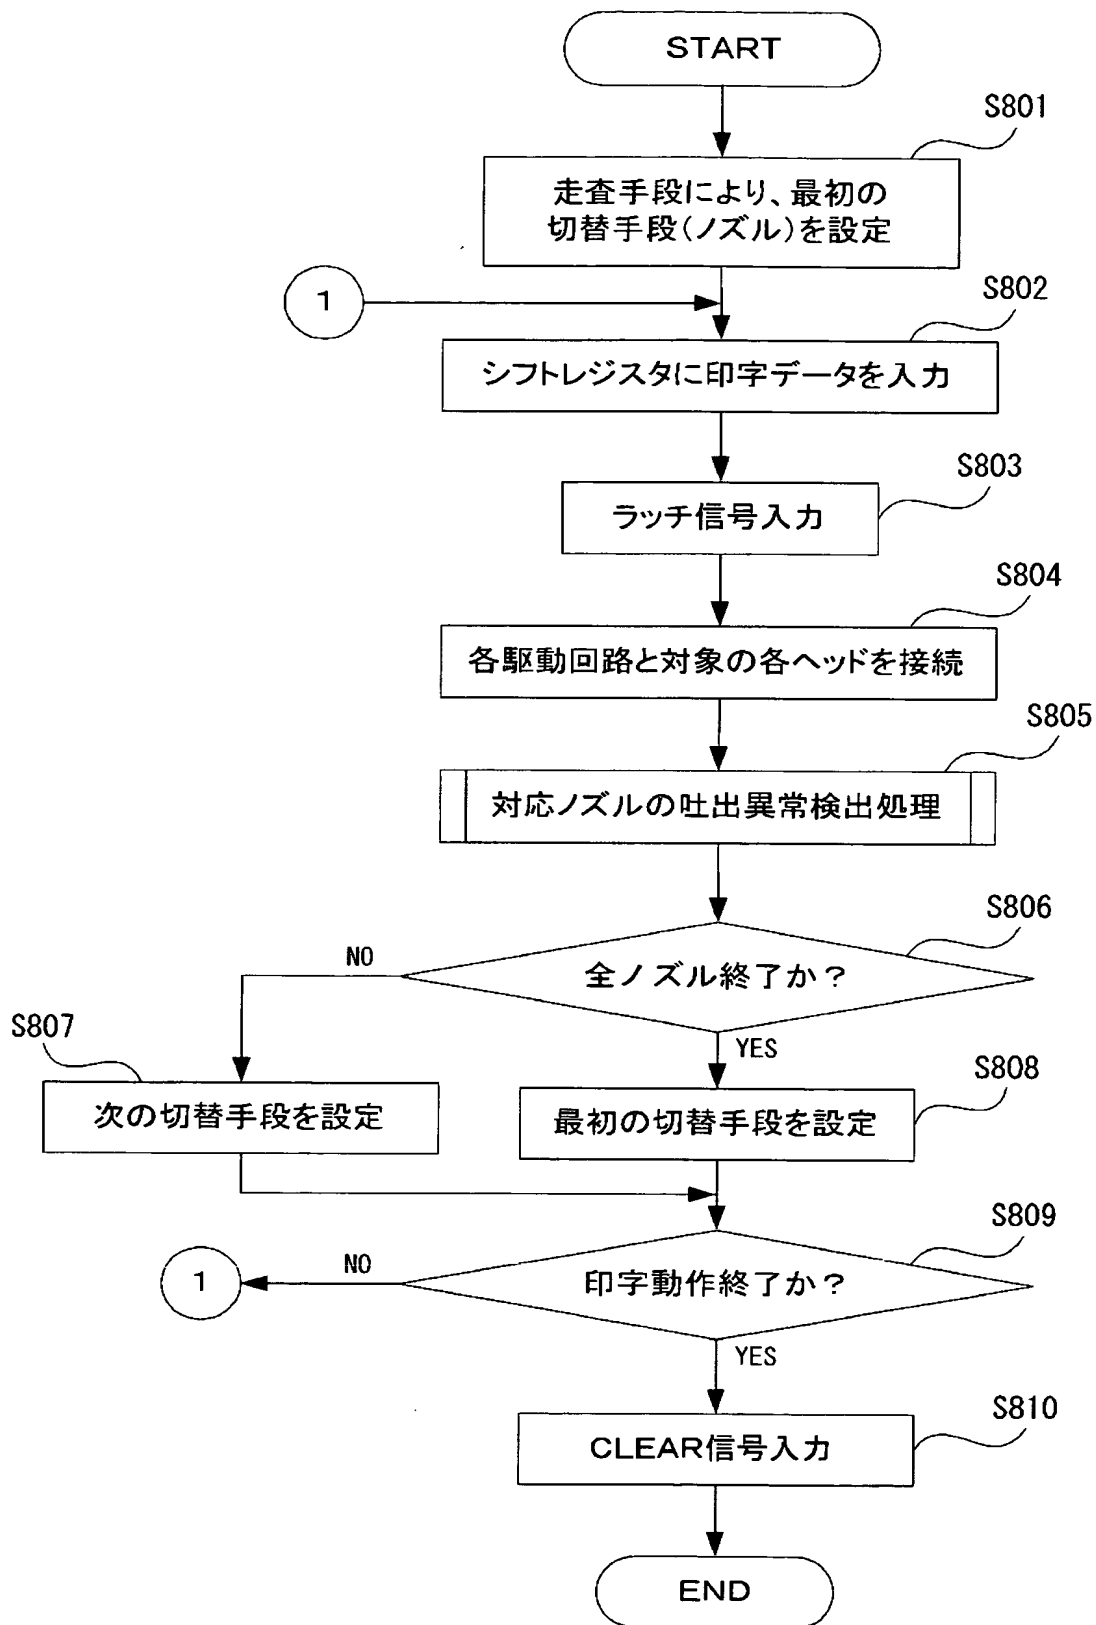 START
S801
走査手段により、最初の
切替手段(ノズル)を設定
1
S802
シフトレジスタに印字データを入力
S803
ラッチ信号入力
S804
各駆動回路と対象の各ヘッドを接続
S805
対応ノズルの吐出異常検出処理
S806
全ノズル終了か?
NO
YES
S807
次の切替手段を設定
S808
最初の切替手段を設定
S809
印字動作終了か?
NO
1
YES
S810
CLEAR信号入力
END